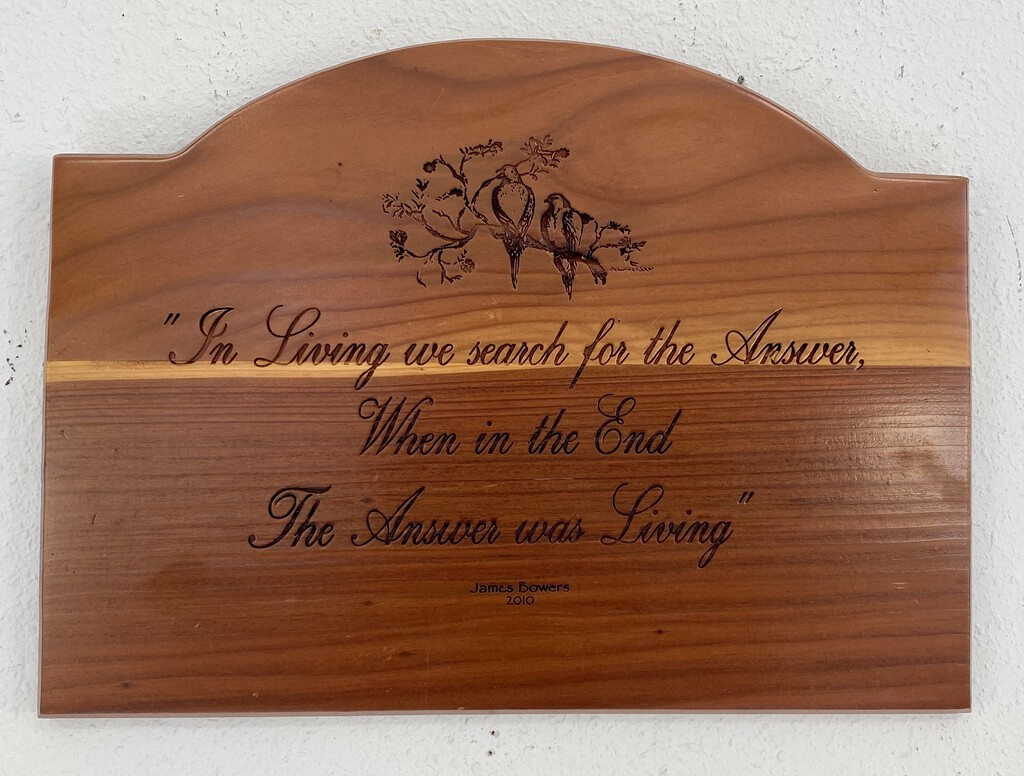 "In Living we search for the Answer,
When in the End
The Answer was Living"
James Bowers
2010